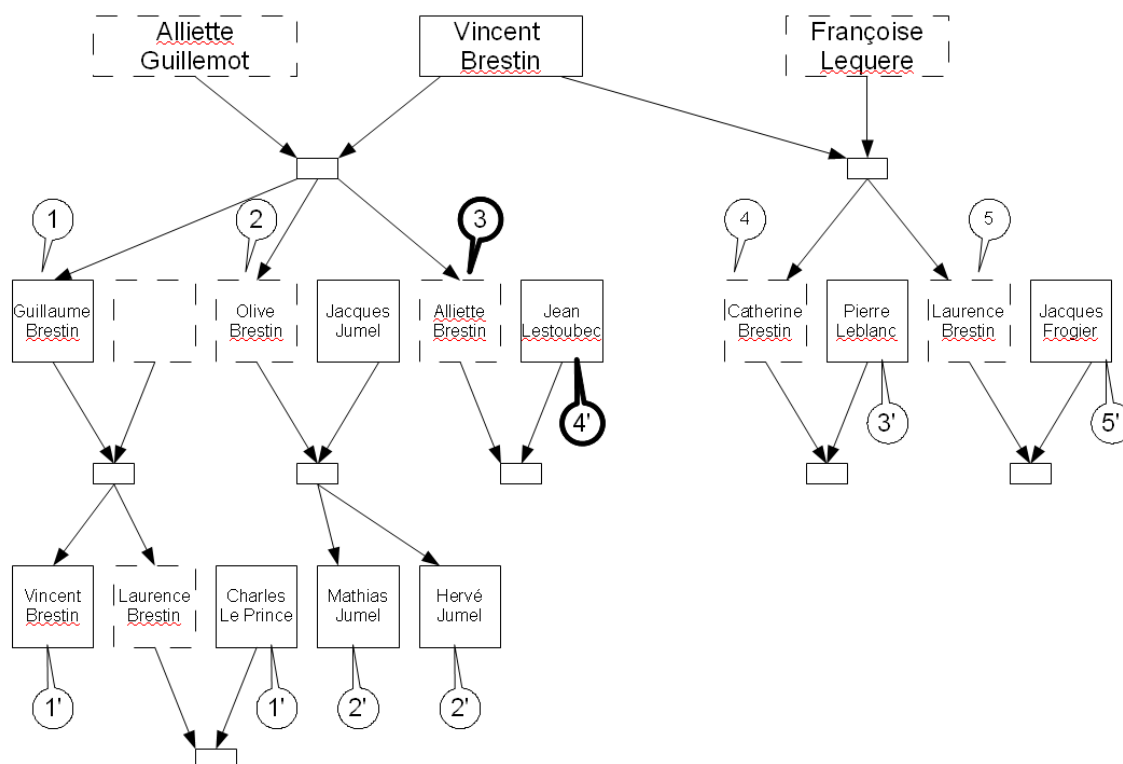 Alliette
Guillemot
Vincent
Brestin
Françoise
Lequere
1
2
3
4
5
Guillaume
Brestin
Olive
Brestin
Jacques
Jumel
Alliette
Brestin
Jean
Lestoubec
Catherine
Brestin
Pierre
Leblanc
Laurence
Brestin
Jacques
Frogier
4'
3'
5'
Vincent
Brestin
Laurence
Brestin
Charles
Le Prince
Mathias
Jumel
Hervé
Jumel
1'
1'
2'
2'